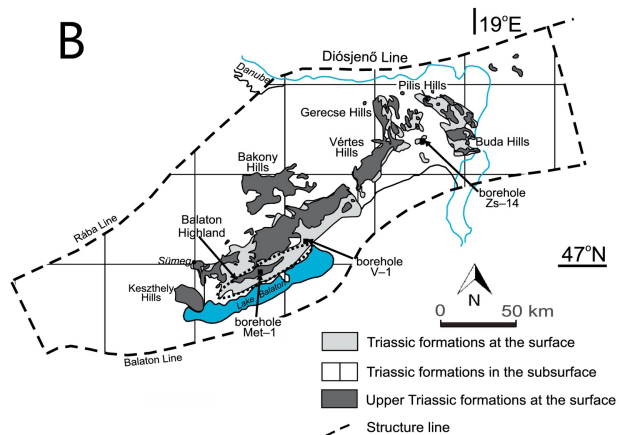 B
19°E
Diósjenő Line
Danube
Pilis Hills
Gerecse Hills
Vértes
Hills
Buda Hills
Bakony
Hills
borehole
Zs–14
Rába Line
Balaton
Highland
47°N
Sümeg
borehole
V–1
Keszthely
Hills
Lake Balaton
N
borehole
Met–1
0 50 km
Balaton Line
Triassic formations at the surface
Triassic formations in the subsurface
Upper Triassic formations at the surface
Structure line